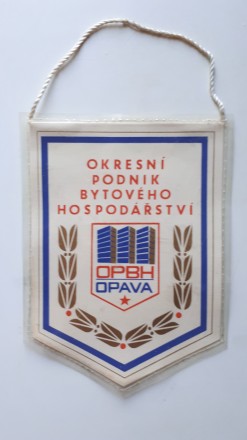 OKRESNÍ
PODNIK
BYTOVÉHO
HOSPODÁŘSTVÍ
OPBH
OPAVA